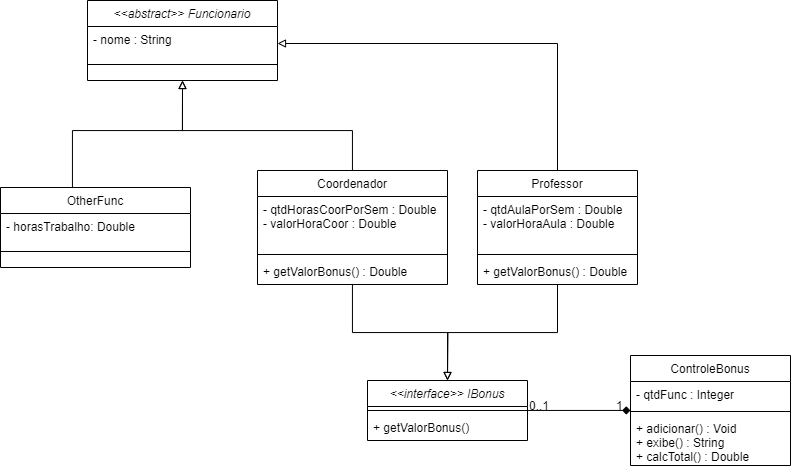 <<abstract>> Funcionario
- nome : String
OtherFunc
- horasTrabalho: Double
Coordenador
- qtdHorasCoorPorSem : Double
- valorHoraCoor : Double
+ getValorBonus() : Double
Professor
- qtdAulaPorSem : Double
- valorHoraAula : Double
+ getValorBonus() : Double
<<interface>> IBonus
+ getValorBonus()
0..1
1
ControleBonus
- qtdFunc : Integer
+ adicionar() : Void
+ exibe() : String
+ calcTotal() : Double